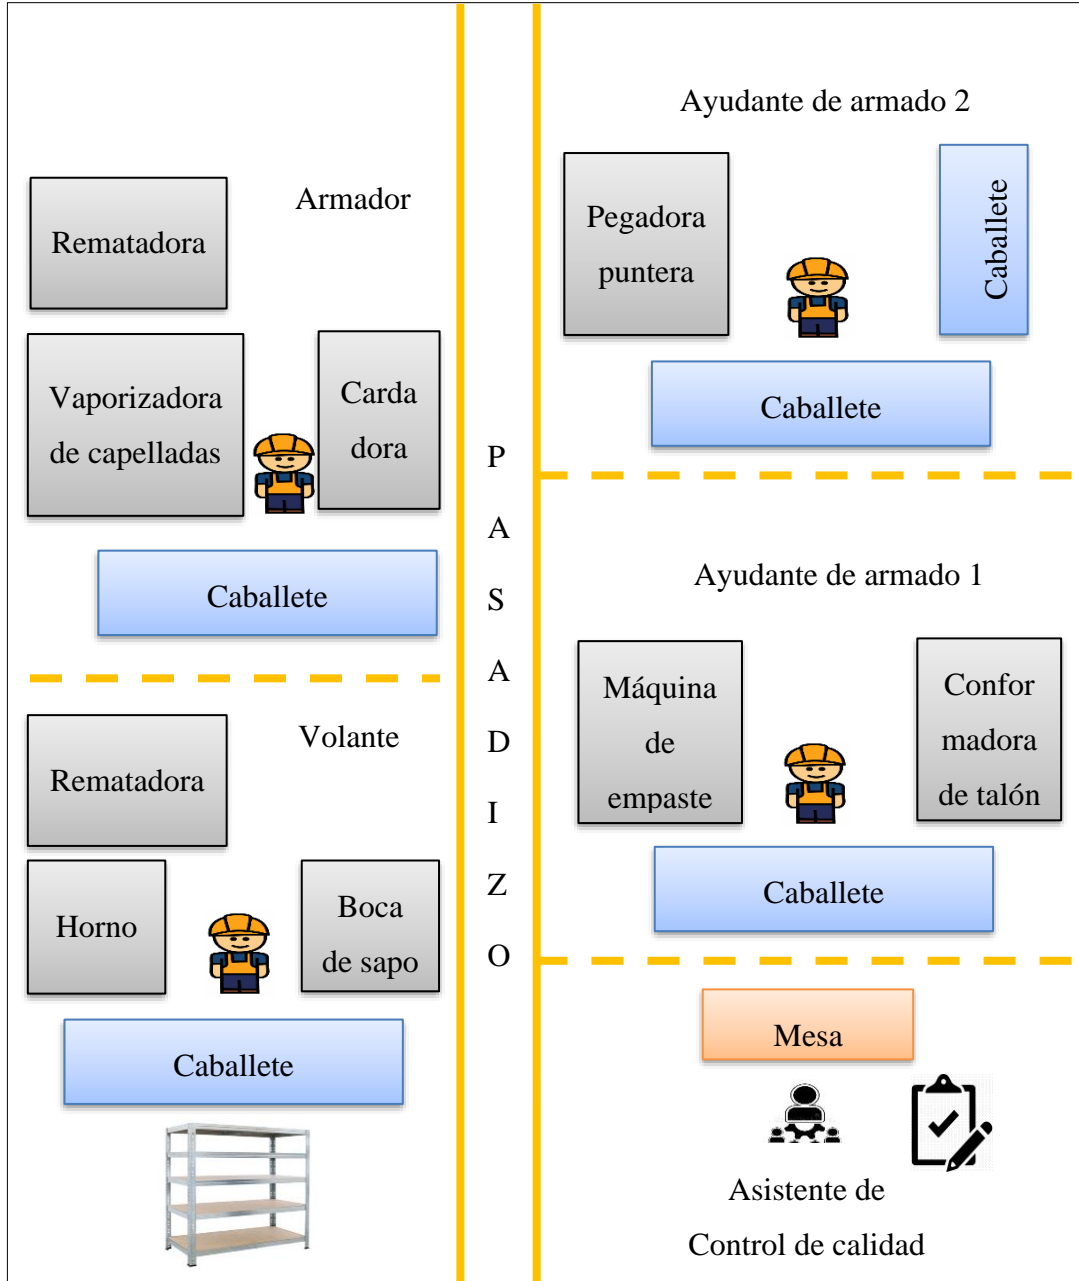 Armador
Rematadora
Vaporizadora
de capelladas
Carda
dora
Caballete
Volante
Rematadora
Horno
Boca
de sapo
Caballete
P
A
S
A
D
I
Z
O
Ayudante de armado 2
Pegadora
puntera
Caballete
Caballete
Ayudante de armado 1
Máquina
de
empaste
Confor
madora
de talón
Caballete
Mesa
Asistente de
Control de calidad